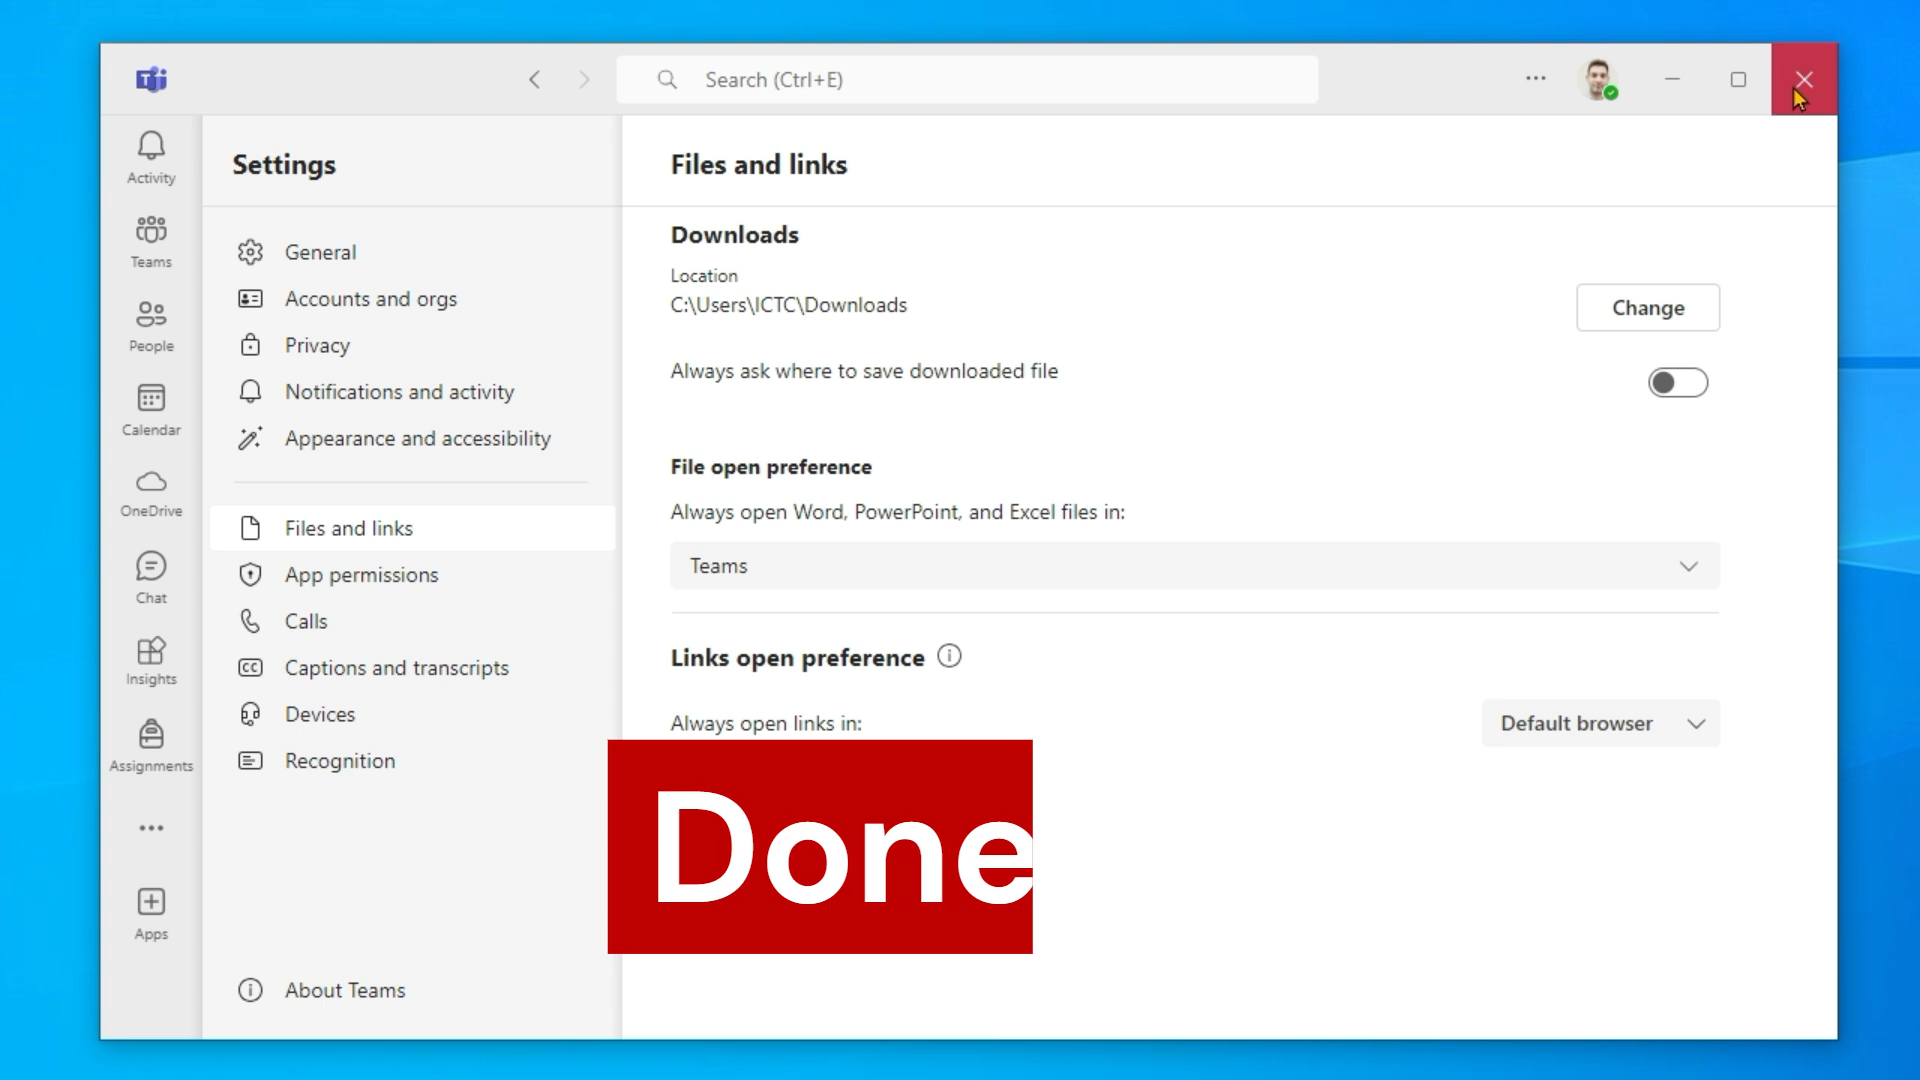 Search (Ctrl+E)
Activity
Teams
People
Calendar
OneDrive
Chat
Insights
Assignments
Apps
Settings
General
Accounts and orgs
Privacy
Notifications and activity
Appearance and accessibility
Files and links
App permissions
Calls
Captions and transcripts
Devices
Recognition
About Teams
Files and links
Downloads
Location
C:\Users\ICTC\Downloads
Change
Always ask where to save downloaded file
File open preference
Always open Word, PowerPoint, and Excel files in:
Teams
Links open preference
Always open links in:
Default browser
Done